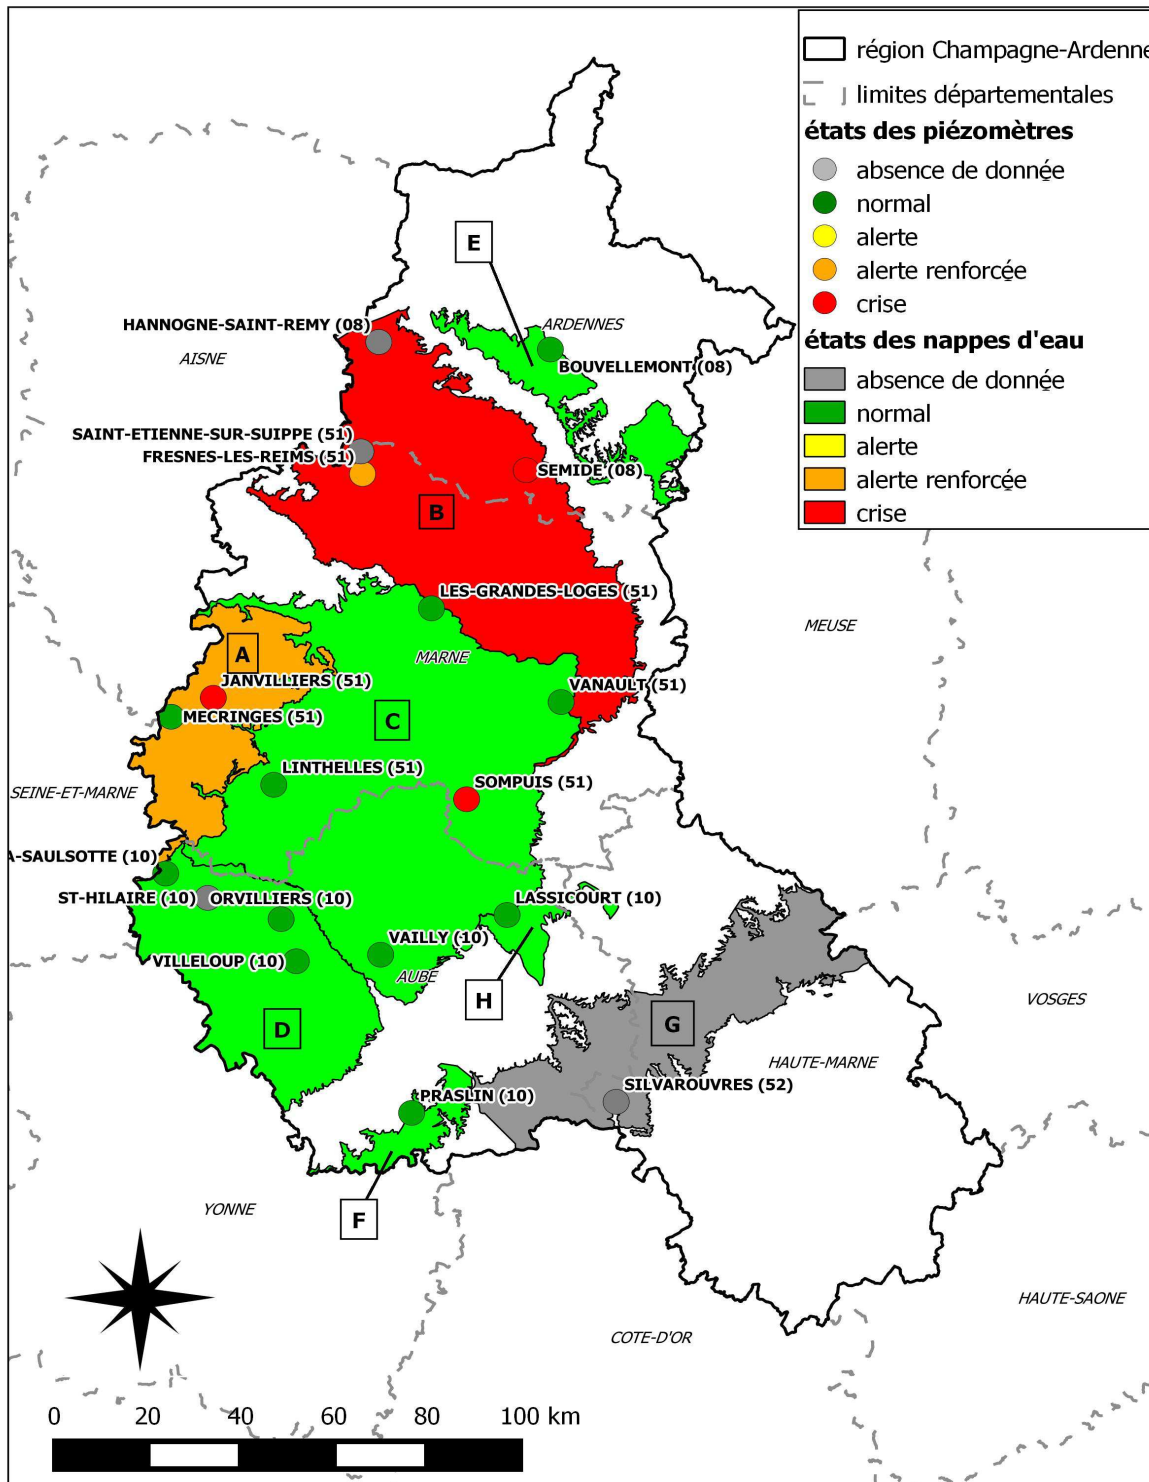 région Champagne-Ardenne
limites départementales
états des piézomètres
absence de donnée
normal
alerte
alerte renforcée
crise
états des nappes d'eau
absence de donnée
normal
alerte
alerte renforcée
crise
E
HANNOGNE-SAINT-REMY (08)
ARDENNES
AISNE
BOUVELLEMONT (08)
SAINT-ETIENNE-SUR-SUIPPE (51)
FRESNES-LES-REIMS (51)
SEMIDE (08)
B
LES-GRANDES-LOGES (51)
MEUSE
A
MARNE
JANVILLIERS (51)
VANAULT (51)
MECRINGES (51)
C
LINTHELLES (51)
SOMPUIS (51)
SEINE-ET-MARNE
A-SAULSOTTE (10)
ST-HILAIRE (10)
ORVILLIERS (10)
LASSICOURT (10)
VAILLY (10)
VILLELOUP (10)
AUBE
H
VOSGES
D
G
HAUTE-MARNE
SILVAROUVRES (52)
PRASLIN (10)
YONNE
F
HAUTE-SAONE
COTE-D'OR
0 20 40 60 80 100 km